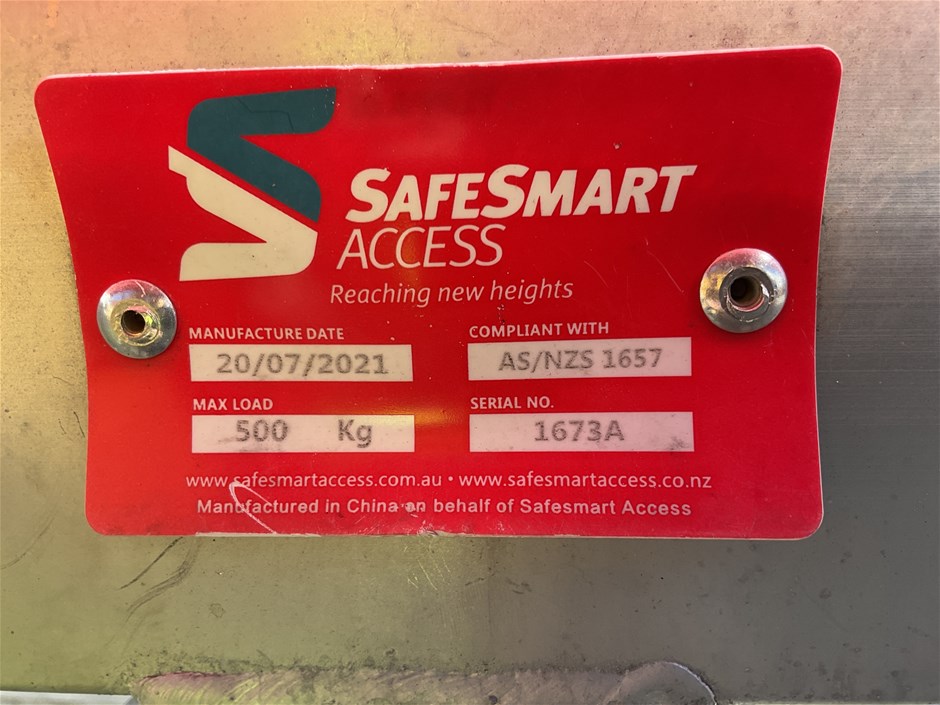 SAFESMART
ACCESS
Reaching new heights
MANUFACTURE DATE
20/07/2021
COMPLIANT WITH
AS/NZS 1657
MAX LOAD
500 Kg
SERIAL NO.
1673A
www.safesmartaccess.com.au • www.safesmartaccess.co.nz
Manufactured in China on behalf of Safesmart Access